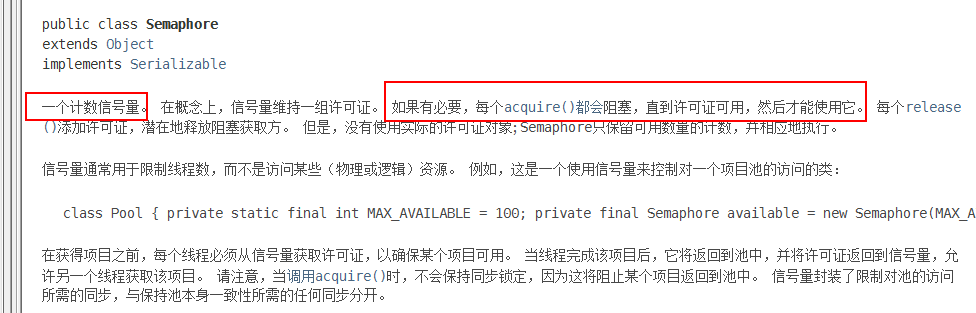 public class Semaphore
extends Object
implements Serializable
一个计数信号量。 在概念上，信号量维持一组许可证。 如果有必要，每个acquire()都会阻塞，直到许可证可用，然后才能使用它。 每个release
()添加许可证，潜在地释放阻塞获取方。 但是，没有使用实际的许可证对象;Semaphore只保留可用数量的计数，并相应地执行。
信号量通常用于限制线程数，而不是访问某些（物理或逻辑）资源。 例如，这是一个使用信号量来控制对一个项目池的访问的类：
class Pool { private static final int MAX_AVAILABLE = 100; private final Semaphore available = new Semaphore(MAX_A
在获得项目之前，每个线程必须从信号量获取许可证，以确保某个项目可用。 当线程完成该项目后，它将返回到池中，并将许可证返回到信号量，允
许另一个线程获取该项目。 请注意，当调用acquire()时，不会保持同步锁定，因为这将阻止某个项目返回到池中。 信号量封装了限制对池的访问
所需的同步，与保持池本身一致性所需的任何同步分开。